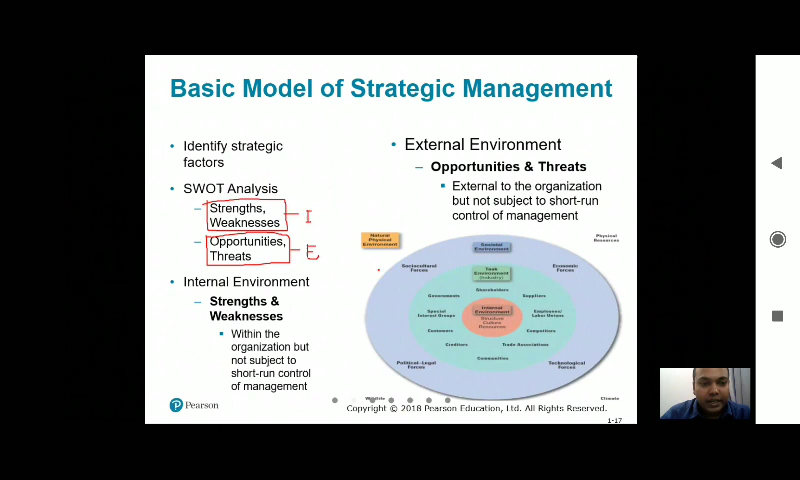 Basic Model of Strategic Management
• Identify strategic
factors
• SWOT Analysis
– Strengths,
Weaknesses
I
– Opportunities,
Threats
E
• Internal Environment
– Strengths &
Weaknesses
▪ Within the
organization but
not subject to
short-run control
of management
• External Environment
– Opportunities & Threats
▪ External to the organization
but not subject to short-run
control of management
Natural
Physical
Environment
Physical
Resources
Societal
Environment
Sociocultural
Forces
Economic
Forces
Task
Environment
(Industry)
Shareholders
Governments
Suppliers
Special
Interest Groups
Internal
Environment
Structure
Culture
Resources
Employees/
Labor Unions
Customers
Competitors
Creditors
Trade Associations
Communities
Political–Legal
Forces
Technological
Forces
Wildlife
Climate
Pearson
Copyright © 2018 Pearson Education, Ltd. All Rights Reserved.
1-17